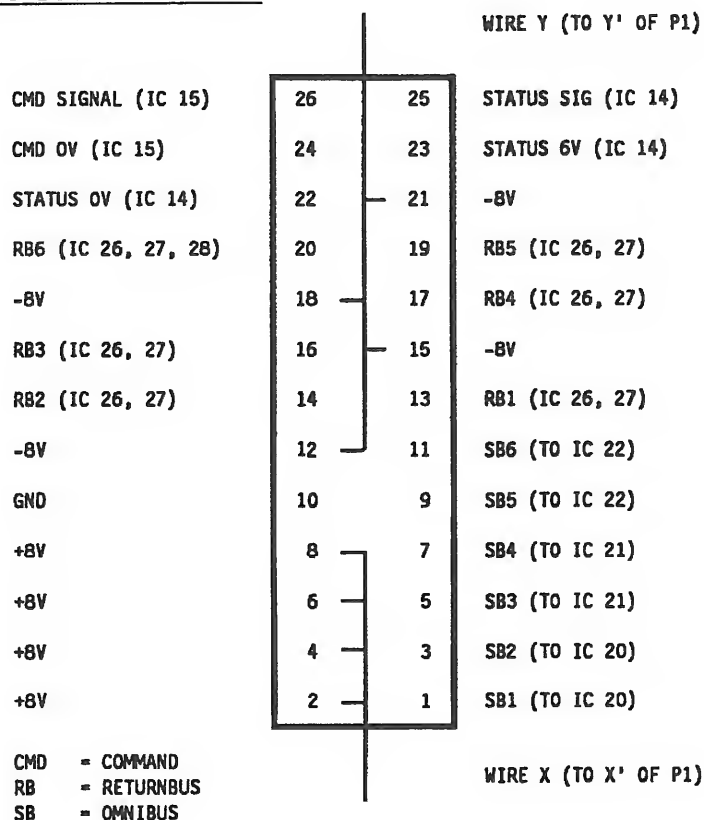 WIRE Y (TO Y' OF P1)
CMD SIGNAL (IC 15) 26 25 STATUS SIG (IC 14)
CMD OV (IC 15) 24 23 STATUS 6V (IC 14)
STATUS OV (IC 14) 22 21 -8V
RB6 (IC 26, 27, 28) 20 19 RB5 (IC 26, 27)
-8V 18 17 RB4 (IC 26, 27)
RB3 (IC 26, 27) 16 15 -8V
RB2 (IC 26, 27) 14 13 RB1 (IC 26, 27)
-8V 12 11 SB6 (TO IC 22)
GND 10 9 SB5 (TO IC 22)
+8V 8 7 SB4 (TO IC 21)
+8V 6 5 SB3 (TO IC 21)
+8V 4 3 SB2 (TO IC 20)
+8V 2 1 SB1 (TO IC 20)
CMD = COMMAND
RB = RETURNBUS
SB = OMNIBUS
WIRE X (TO X' OF P1)